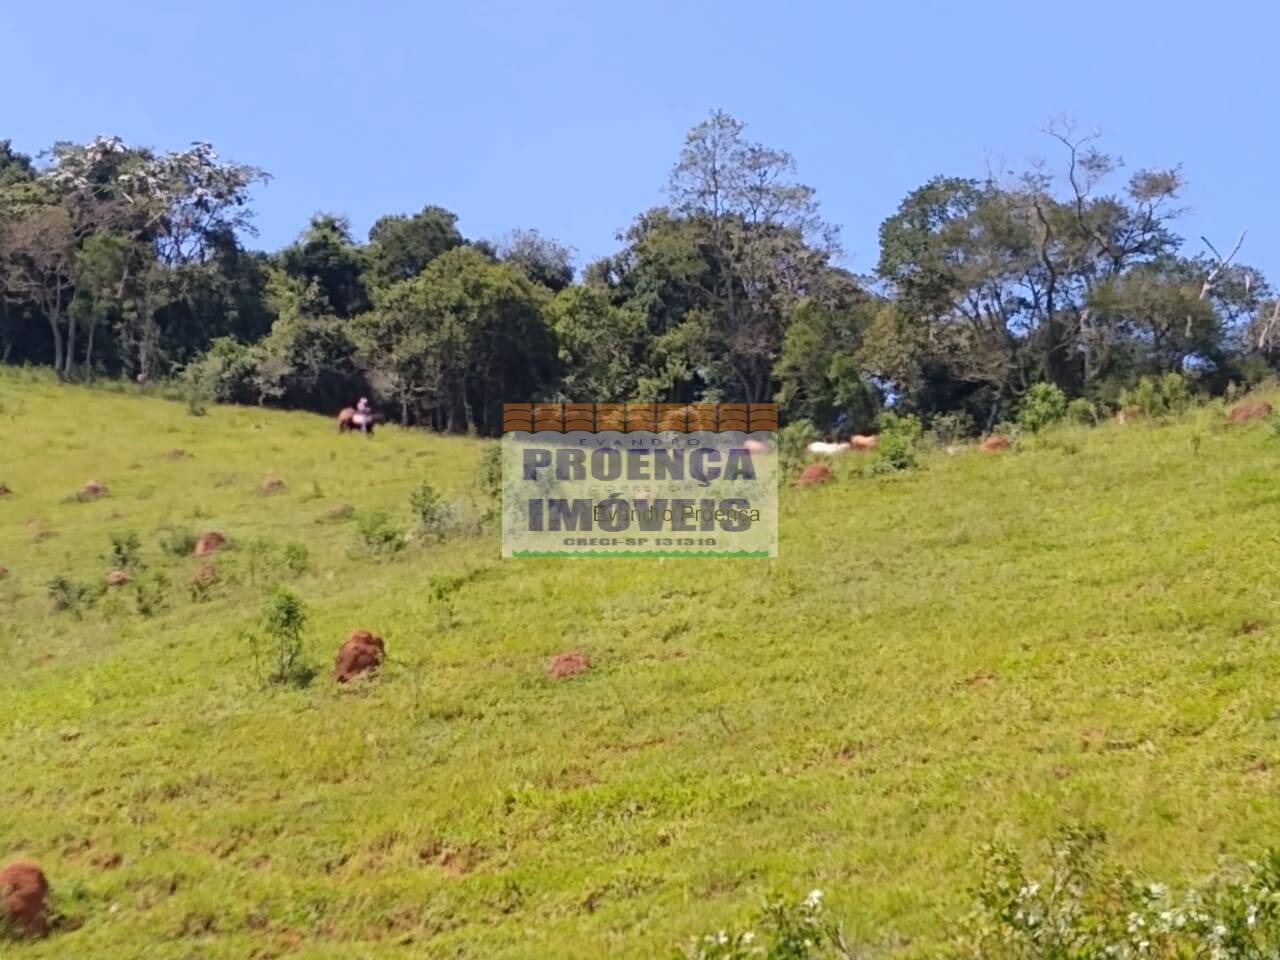 EVANDRO
PROENÇA
CORRETOR
IMÓVEIS
Evandro Proença
CRECI-SP 131319